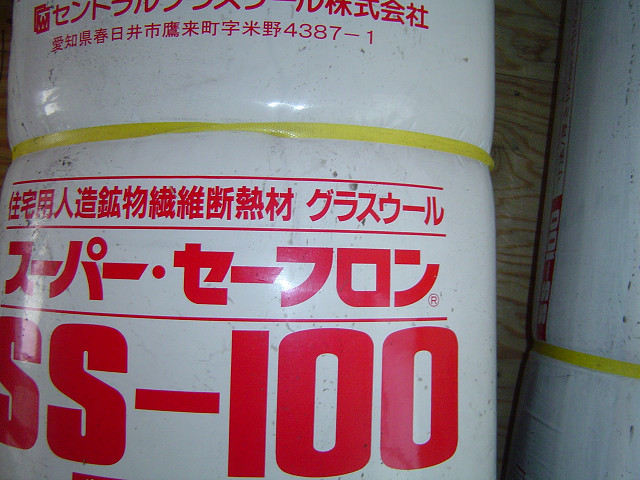 セントラルグラスウール株式会社
愛知県春日井市鷹来町字米野4387-1
住宅用人造鉱物繊維断熱材 グラスウール
スーパー・セーフロン®
SS-100